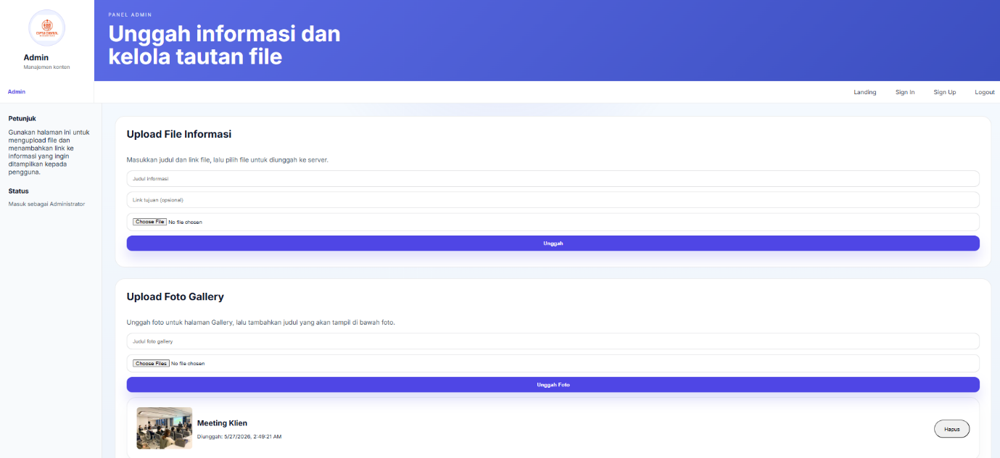 CIPTA DIGITAL
Admin
Manajemen konten
Admin
PANEL ADMIN
Unggah informasi dan
kelola tautan file
Landing
Sign In
Sign Up
Logout
Petunjuk
Gunakan halaman ini untuk
mengupload file dan
menambahkan link ke
informasi yang ingin
ditampilkan kepada
pengguna.
Status
Masuk sebagai Administrator
Upload File Informasi
Masukkan judul dan link file, lalu pilih file untuk diunggah ke server.
Judul informasi
Link tujuan (opsional)
Choose File No file chosen
Unggah
Upload Foto Gallery
Unggah foto untuk halaman Gallery, lalu tambahkan judul yang akan tampil di bawah foto.
Judul foto gallery
Choose Files No file chosen
Unggah Foto
Meeting Klien
Diunggah: 5/27/2026, 2:49:21 AM
Hapus